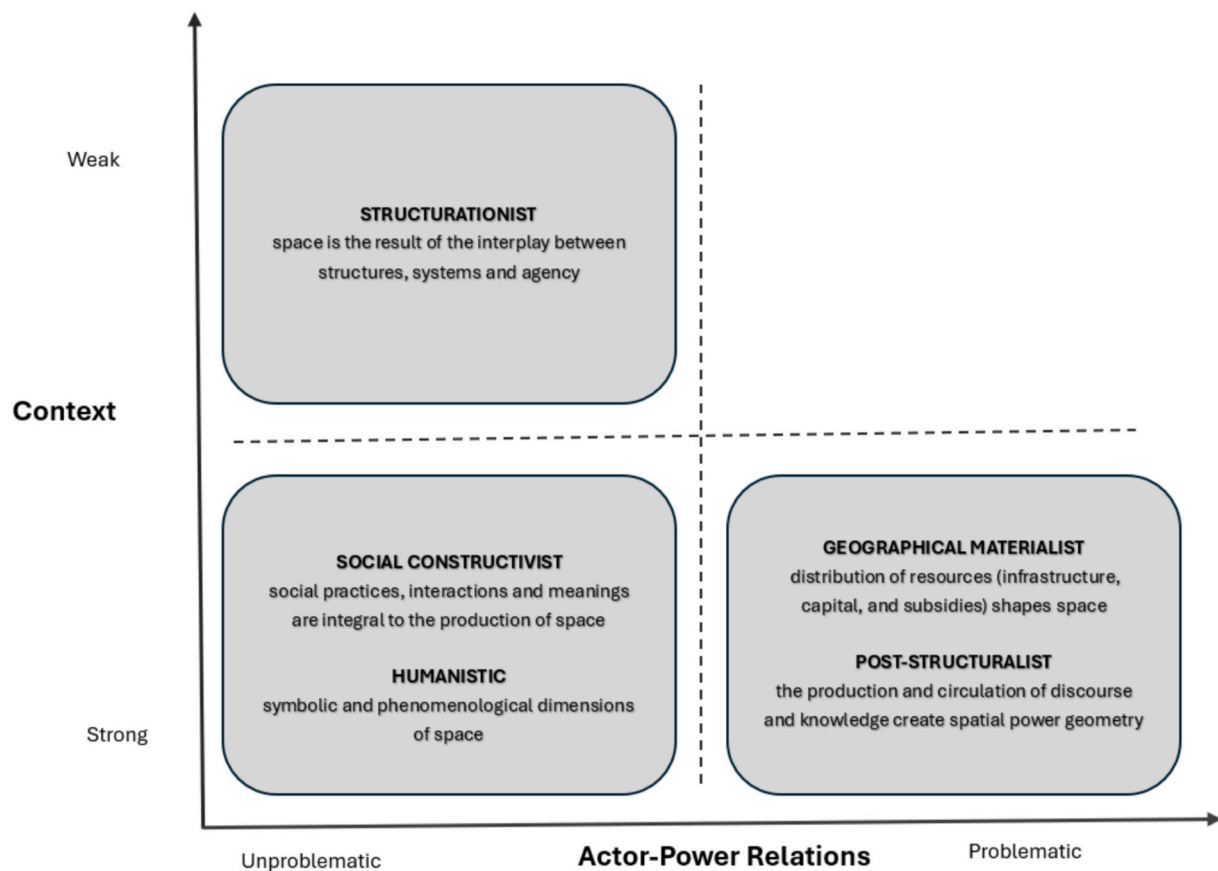 Weak
STRUCTURATIONIST
space is the result of the interplay between
structures, systems and agency
Context
SOCIAL CONSTRUCTIVIST
social practices, interactions and meanings
are integral to the production of space
HUMANISTIC
symbolic and phenomenological dimensions
of space
GEOGRAPHICAL MATERIALIST
distribution of resources (infrastructure,
capital, and subsidies) shapes space
POST-STRUCTURALIST
the production and circulation of discourse
and knowledge create spatial power geometry
Strong
Unproblematic
Actor-Power Relations
Problematic